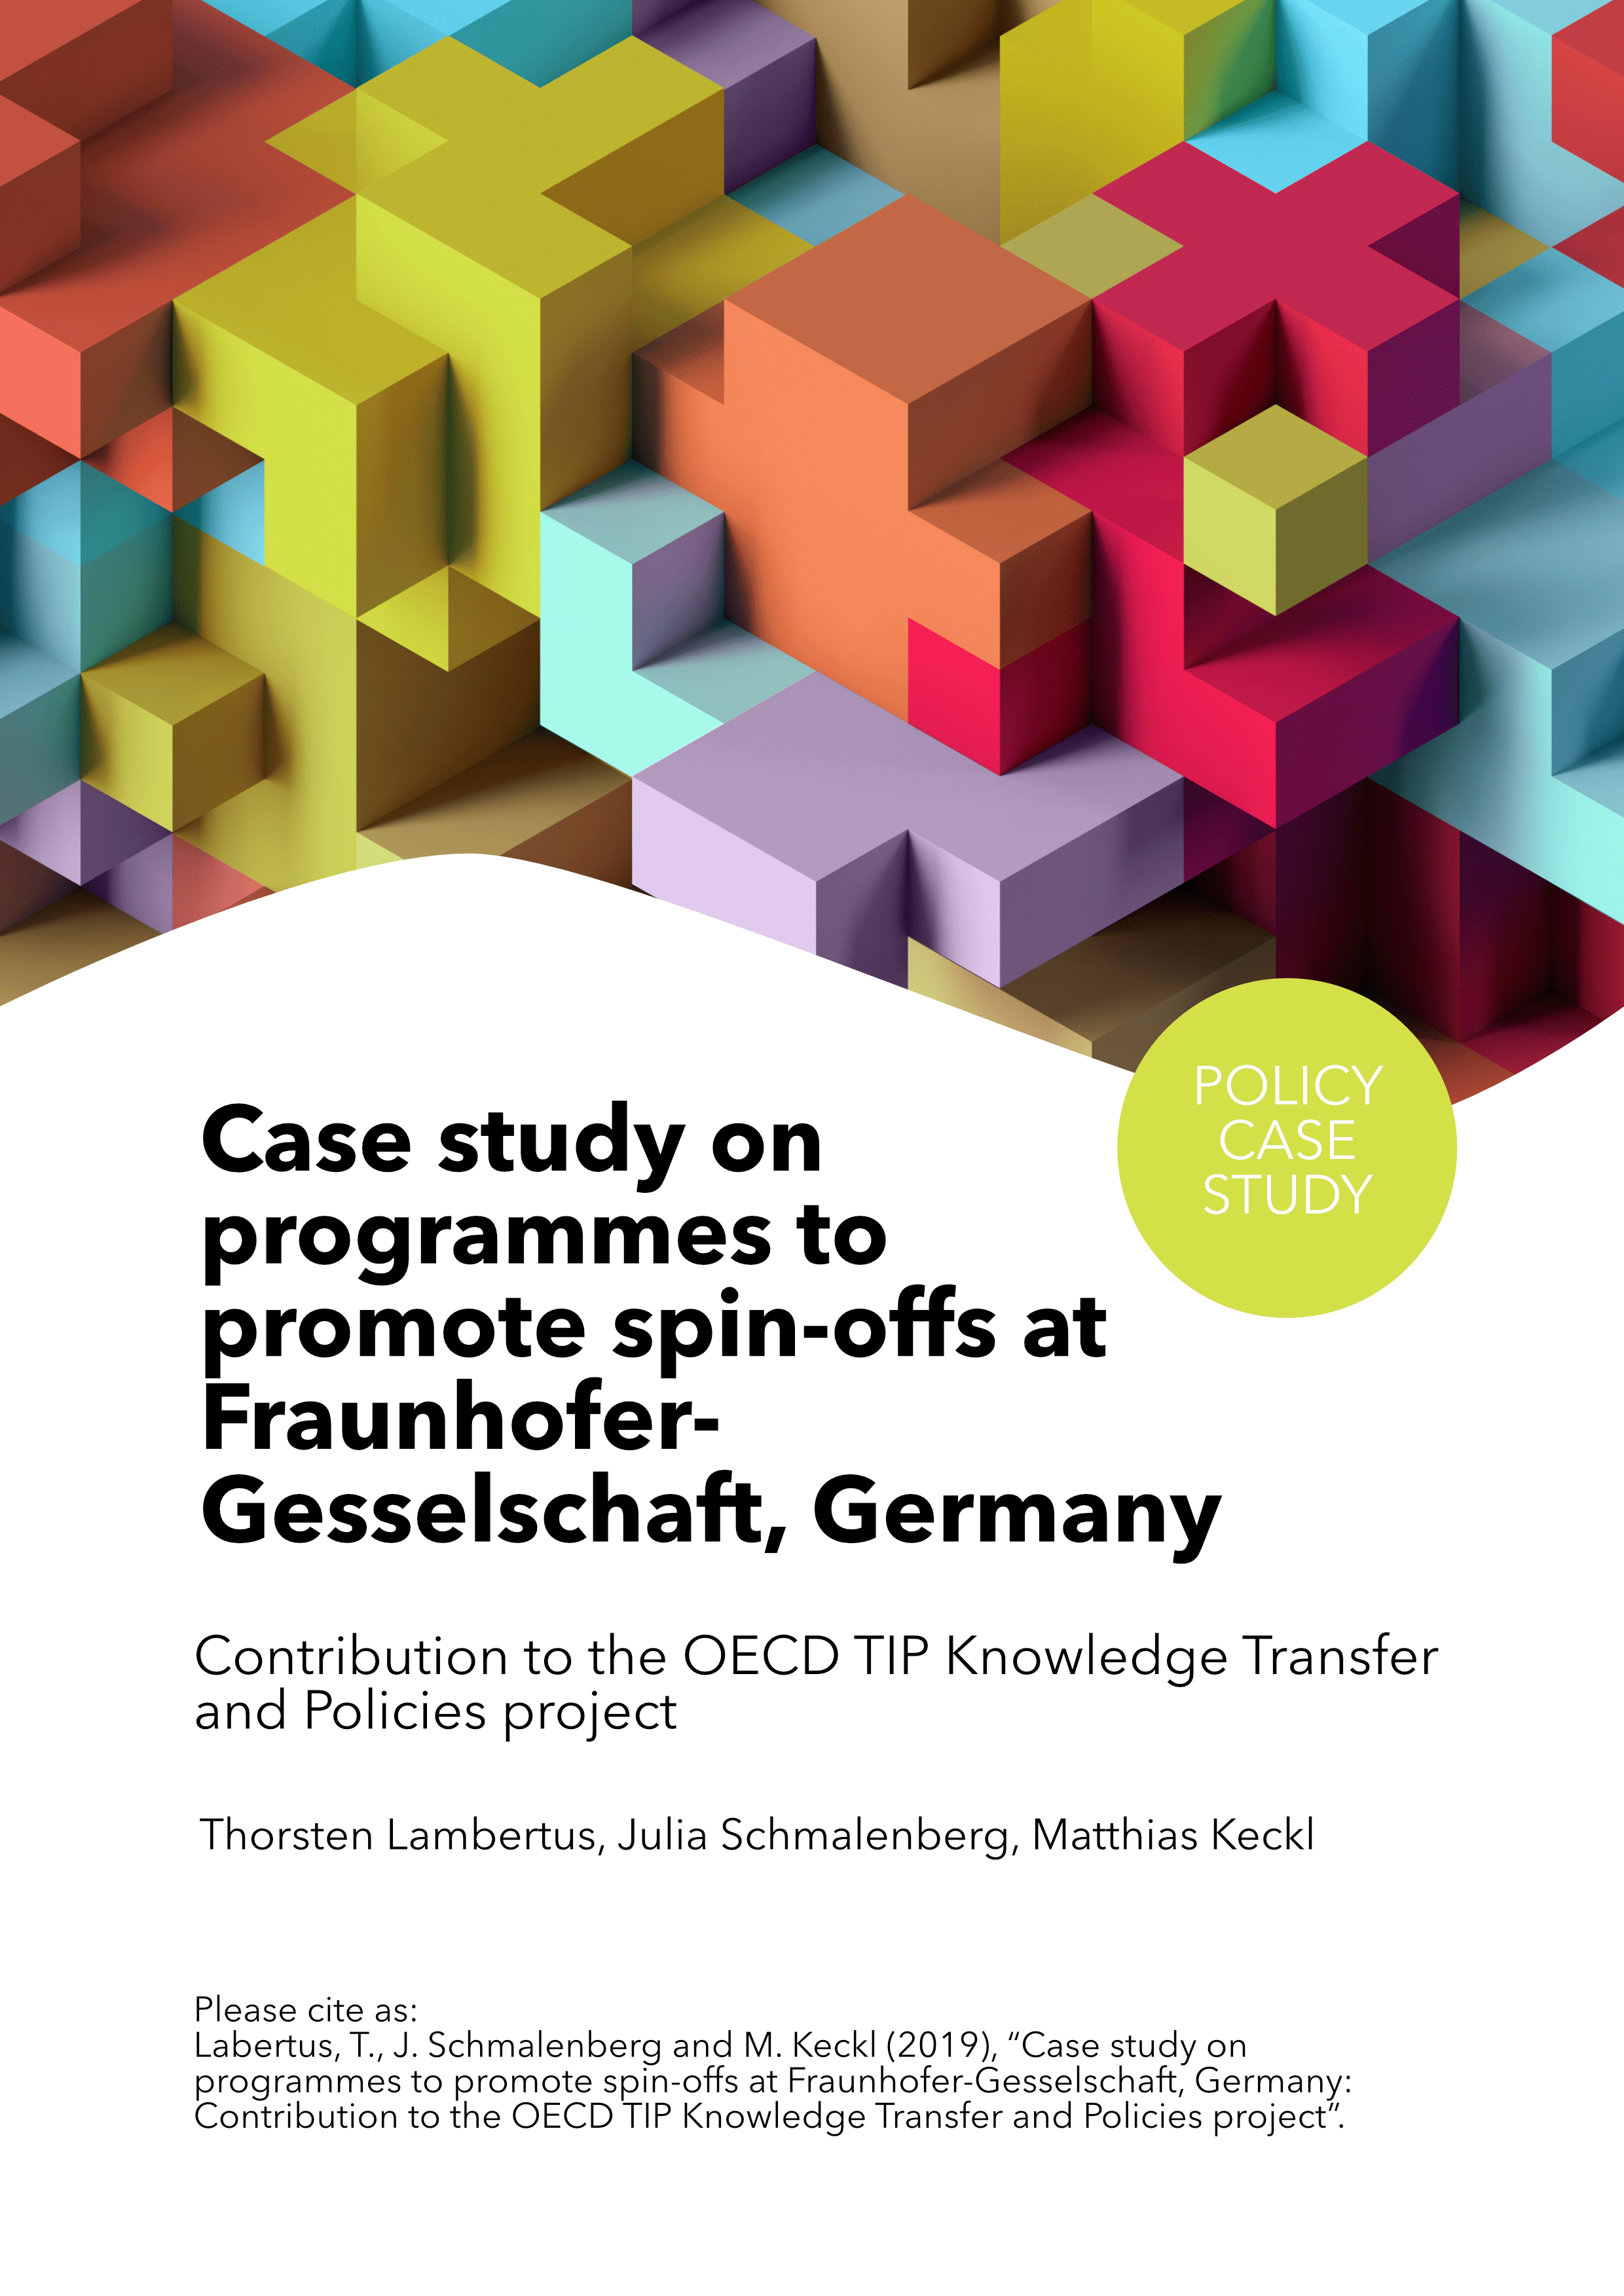 POLICY
CASE
STUDY
Case study on
programmes to
promote spin-offs at
Fraunhofer-
Gesselschaft, Germany
Contribution to the OECD TIP Knowledge Transfer
and Policies project
Thorsten Lambertus, Julia Schmalenberg, Matthias Keckl
Please cite as:
Labertus, T., J. Schmalenberg and M. Keckl (2019), “Case study on
programmes to promote spin-offs at Fraunhofer-Gesselschaft, Germany:
Contribution to the OECD TIP Knowledge Transfer and Policies project”.